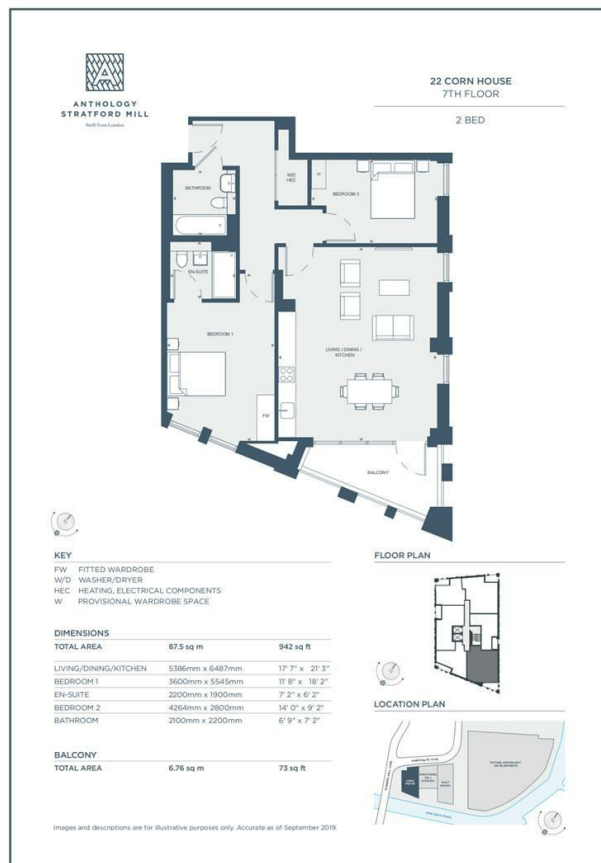 ANTHOLOGY
STRATFORD MILL
Built from London
22 CORN HOUSE
7TH FLOOR
2 BED
BATHROOM
W/D
HEC
W
BEDROOM 2
EN-SUITE
BEDROOM 1
LIVING / DINING /
KITCHEN
FW
BALCONY
KEY
FW FITTED WARDROBE
W/D WASHER/DRYER
HEC HEATING, ELECTRICAL COMPONENTS
W PROVISIONAL WARDROBE SPACE
DIMENSIONS
TOTAL AREA 87.5 sq m 942 sq ft
LIVING/DINING/KITCHEN 5386mm x 6487mm 17' 7" x 21' 3"
BEDROOM 1 3600mm x 5545mm 11' 8" x 18' 2"
EN-SUITE 2200mm x 1900mm 7' 2" x 6' 2"
BEDROOM 2 4264mm x 2800mm 14' 0" x 9' 2"
BATHROOM 2100mm x 2200mm 6' 9" x 7' 2"
BALCONY
TOTAL AREA 6.76 sq m 73 sq ft
Images and descriptions are for illustrative purposes only. Accurate as of September 2019.
FLOOR PLAN
LOCATION PLAN
CORN
HOUSE